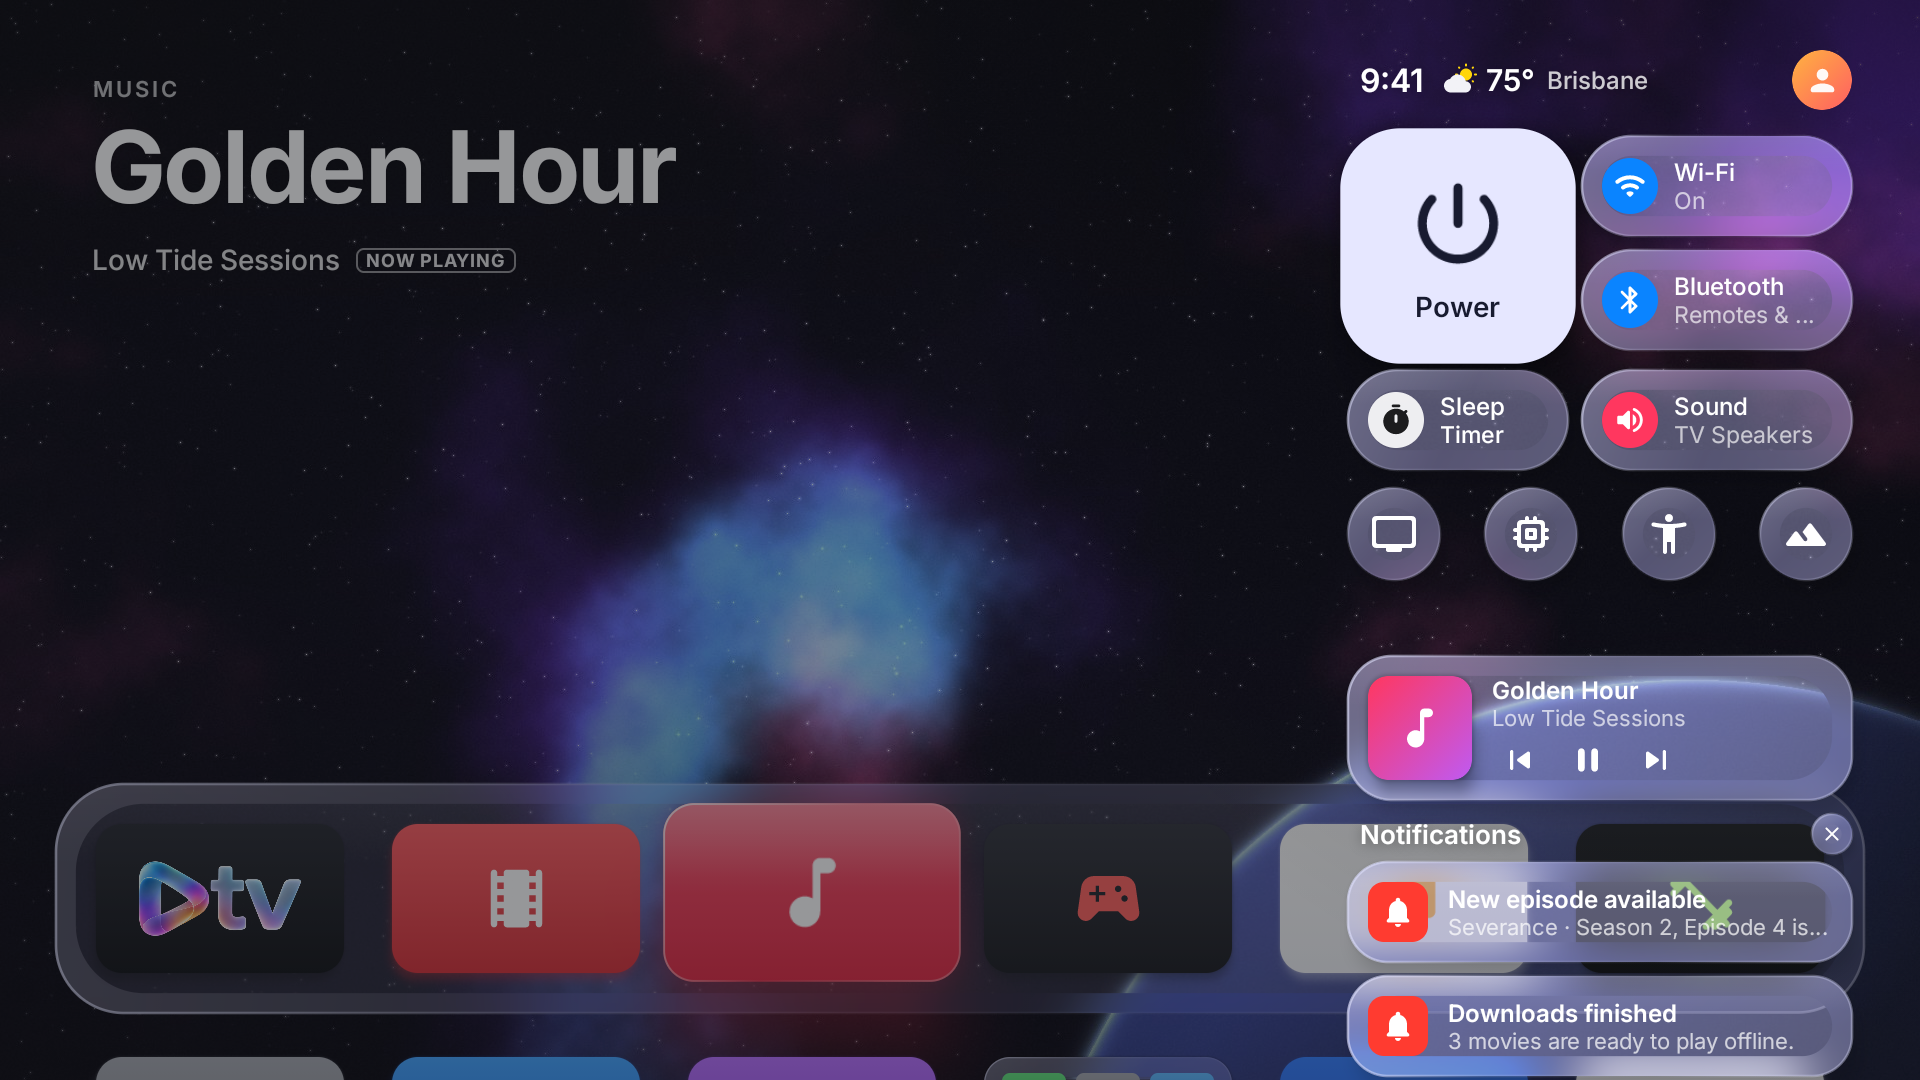 MUSIC
Golden Hour
Low Tide Sessions NOW PLAYING
9:41 75° Brisbane
Power
Wi-Fi
On
Bluetooth
Remotes & ...
Sleep
Timer
Sound
TV Speakers
Golden Hour
Low Tide Sessions
tv
Notifications
New episode available
Severance · Season 2, Episode 4 is...
Downloads finished
3 movies are ready to play offline.